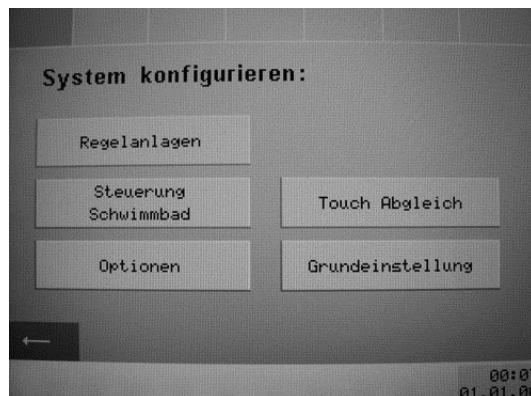 System konfigurieren:
Regelanlagen
Steuerung
Schwimmbad
Touch Abgleich
Optionen
Grundeinstellung
←